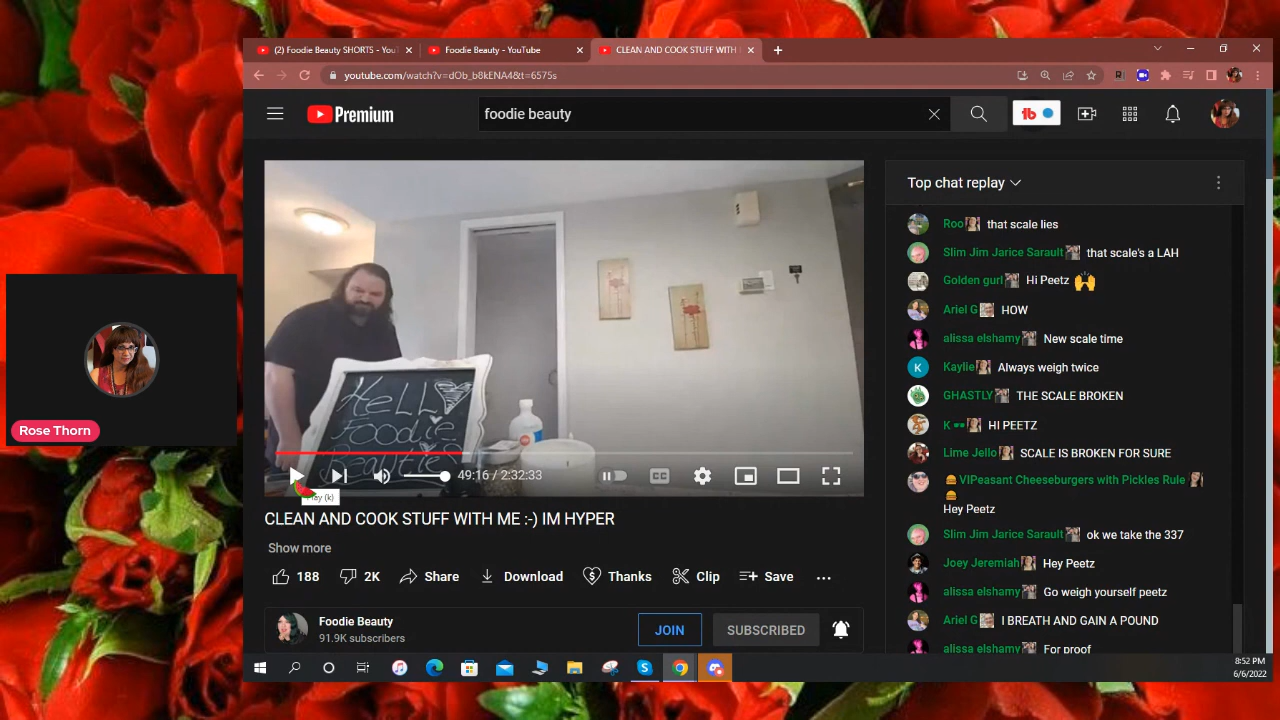 (2) Foodie Beauty SHORTS - You
Foodie Beauty - YouTube
CLEAN AND COOK STUFF WITH
youtube.com/watch?v=dOb_b8kENA4&t=6575s
Premium
foodie beauty
tb
Top chat replay
Roo that scale lies
Slim Jim Jarice Sarault that scale's a LAH
Golden gurl Hi Peetz 🙌
Ariel G HOW
alissa elshamy New scale time
K Kaylie Always weigh twice
GHASTLY THE SCALE BROKEN
K 🕶 HI PEETZ
Lime Jello SCALE IS BROKEN FOR SURE
🍔VIPeasant Cheeseburgers with Pickles Rule
🍔
Hey Peetz
Slim Jim Jarice Sarault ok we take the 337
Joey Jeremiah Hey Peetz
alissa elshamy Go weigh yourself peetz
Ariel G I BREATH AND GAIN A POUND
alissa elshamy For proof
HeLLo
Foodie
Beauties
CC
49:16 / 2:32:33
Play (k)
CLEAN AND COOK STUFF WITH ME :-) IM HYPER
Show more
188 2K Share Download Thanks Clip Save
Foodie Beauty
91.9K subscribers
JOIN SUBSCRIBED
Rose Thorn
8:52 PM
6/6/2022